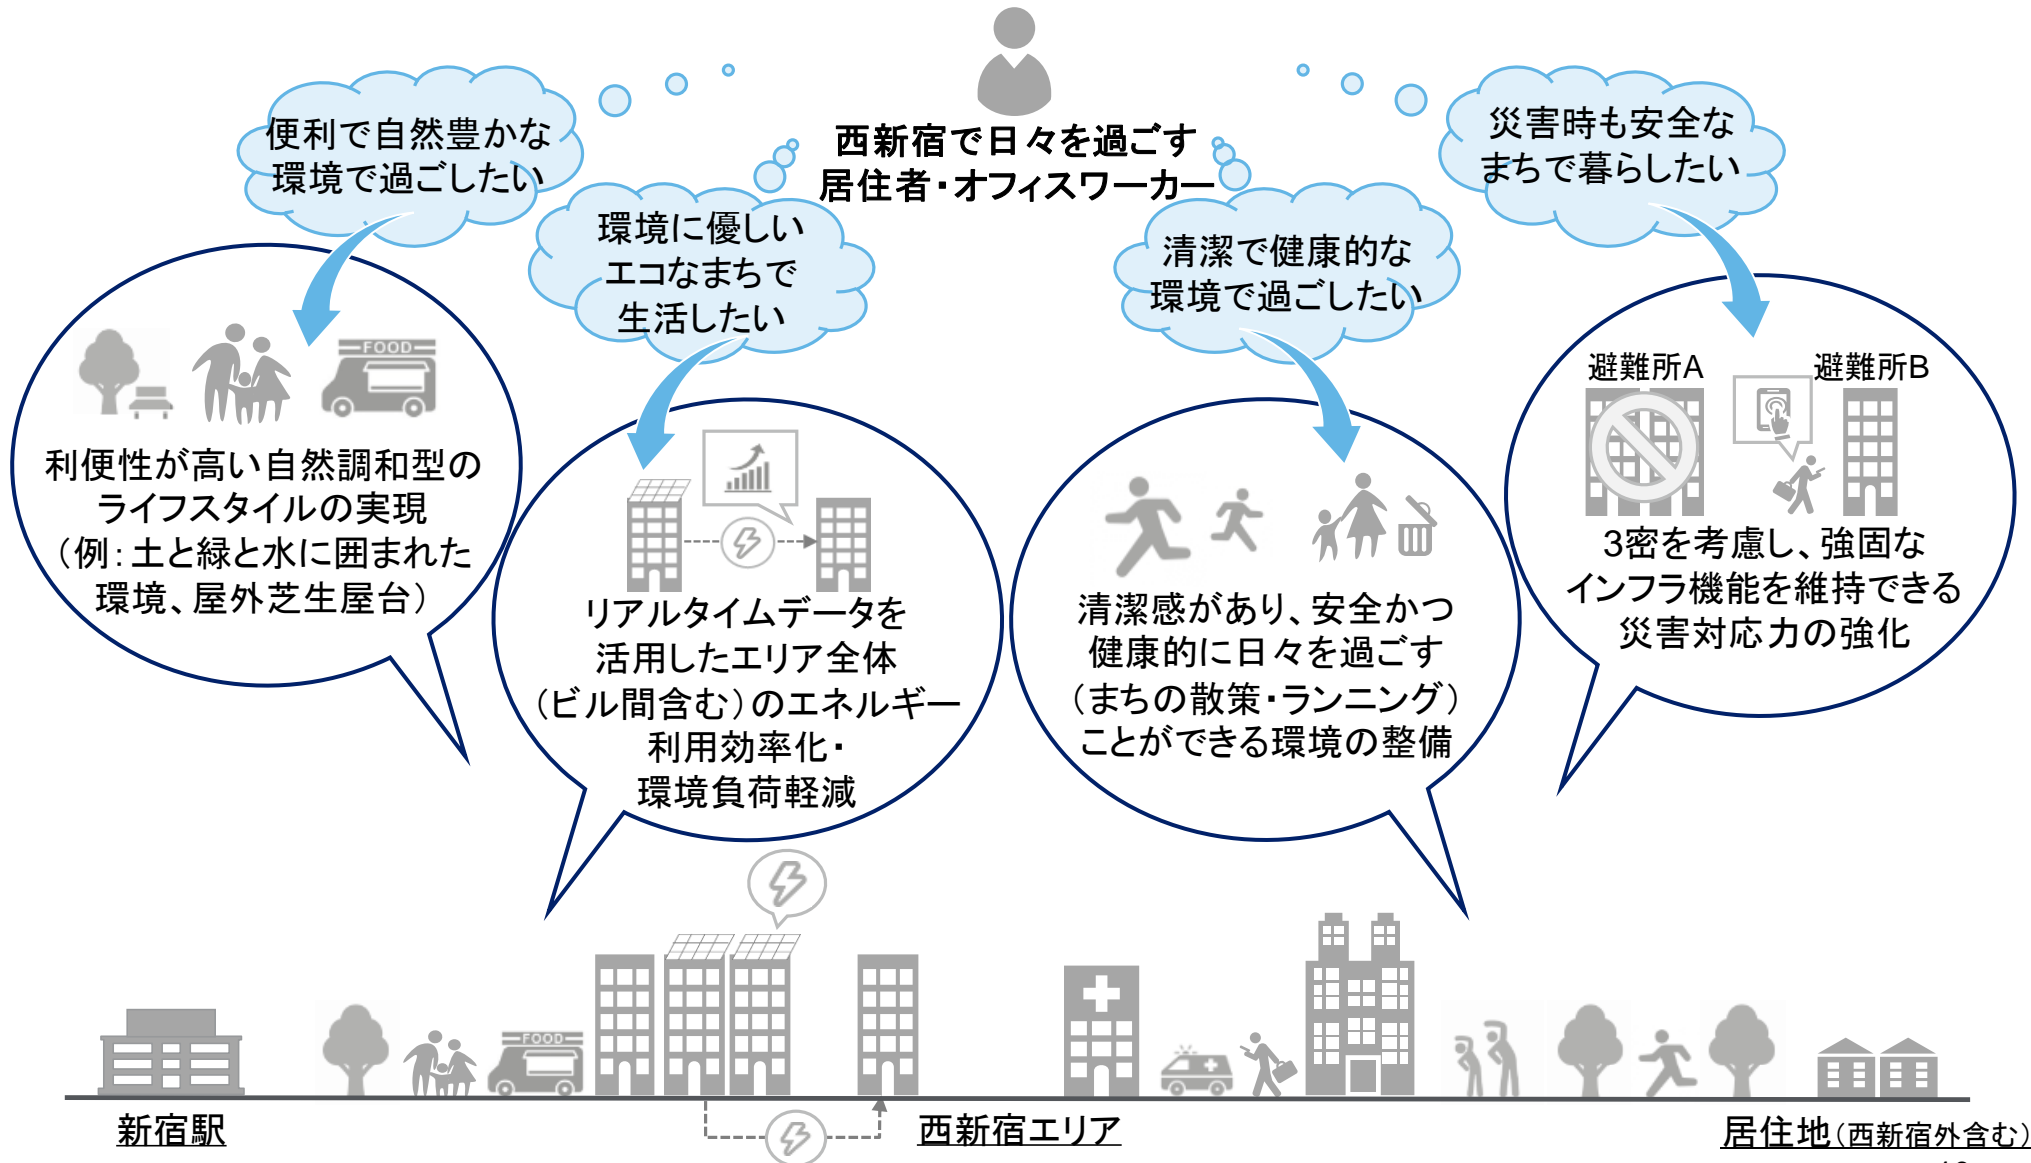 西新宿で日々を過ごす
居住者・オフィスワーカー
便利で自然豊かな
環境で過ごしたい
環境に優しい
エコなまちで
生活したい
清潔で健康的な
環境で過ごしたい
災害時も安全な
まちで暮らしたい
FOOD
利便性が高い自然調和型の
ライフスタイルの実現
（例：土と緑と水に囲まれた
環境、屋外芝生屋台）
リアルタイムデータを
活用したエリア全体
（ビル間含む）のエネルギー
利用効率化・
環境負荷軽減
清潔感があり、安全かつ
健康的に日々を過ごす
（まちの散策・ランニング）
ことができる環境の整備
避難所A
避難所B
3密を考慮し、強固な
インフラ機能を維持できる
災害対応力の強化
FOOD
新宿駅
西新宿エリア
居住地（西新宿外含む）